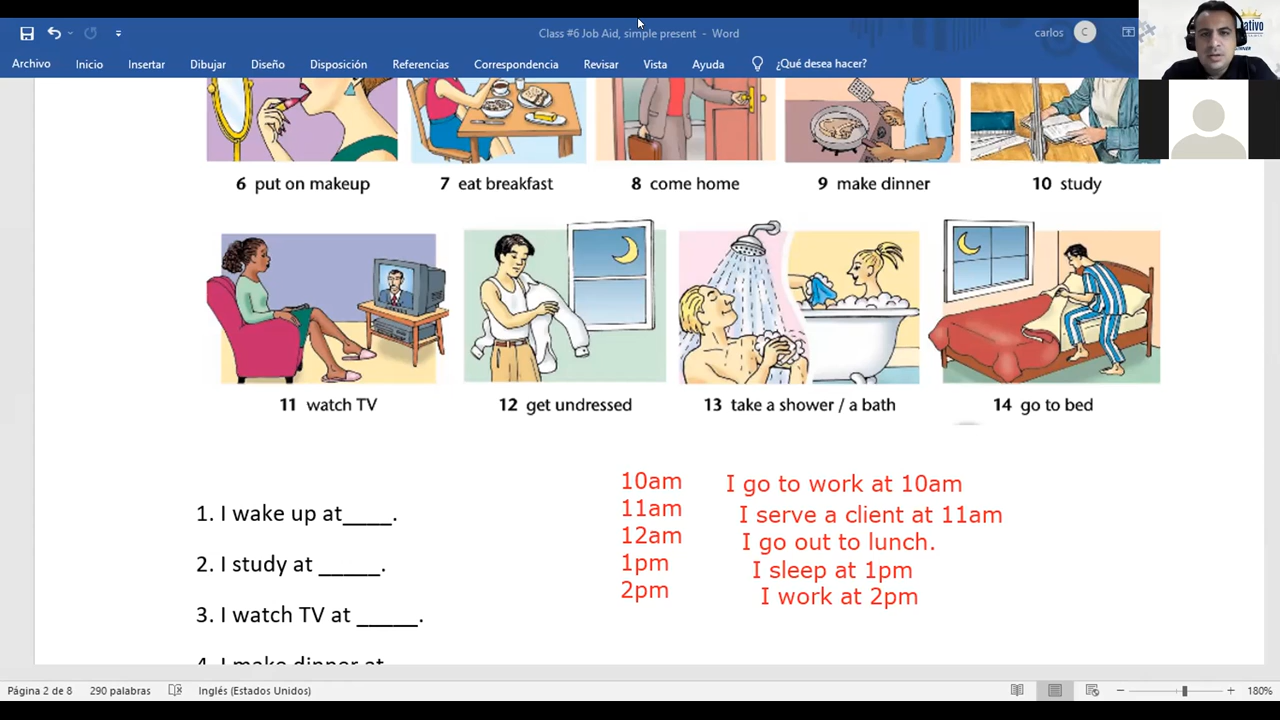 Class #6 Job Aid, simple present - Word
carlos
C
ativo
Archivo Inicio Insertar Dibujar Diseño Disposición Referencias Correspondencia Revisar Vista Ayuda ¿Qué desea hacer?
6 put on makeup
7 eat breakfast
8 come home
9 make dinner
10 study
11 watch TV
12 get undressed
13 take a shower / a bath
14 go to bed
1. I wake up at____.
2. I study at _____.
3. I watch TV at _____.
4. I make dinner at
10am I go to work at 10am
11am I serve a client at 11am
12am I go out to lunch.
1pm I sleep at 1pm
2pm I work at 2pm
Página 2 de 8 290 palabras Inglés (Estados Unidos) 180%